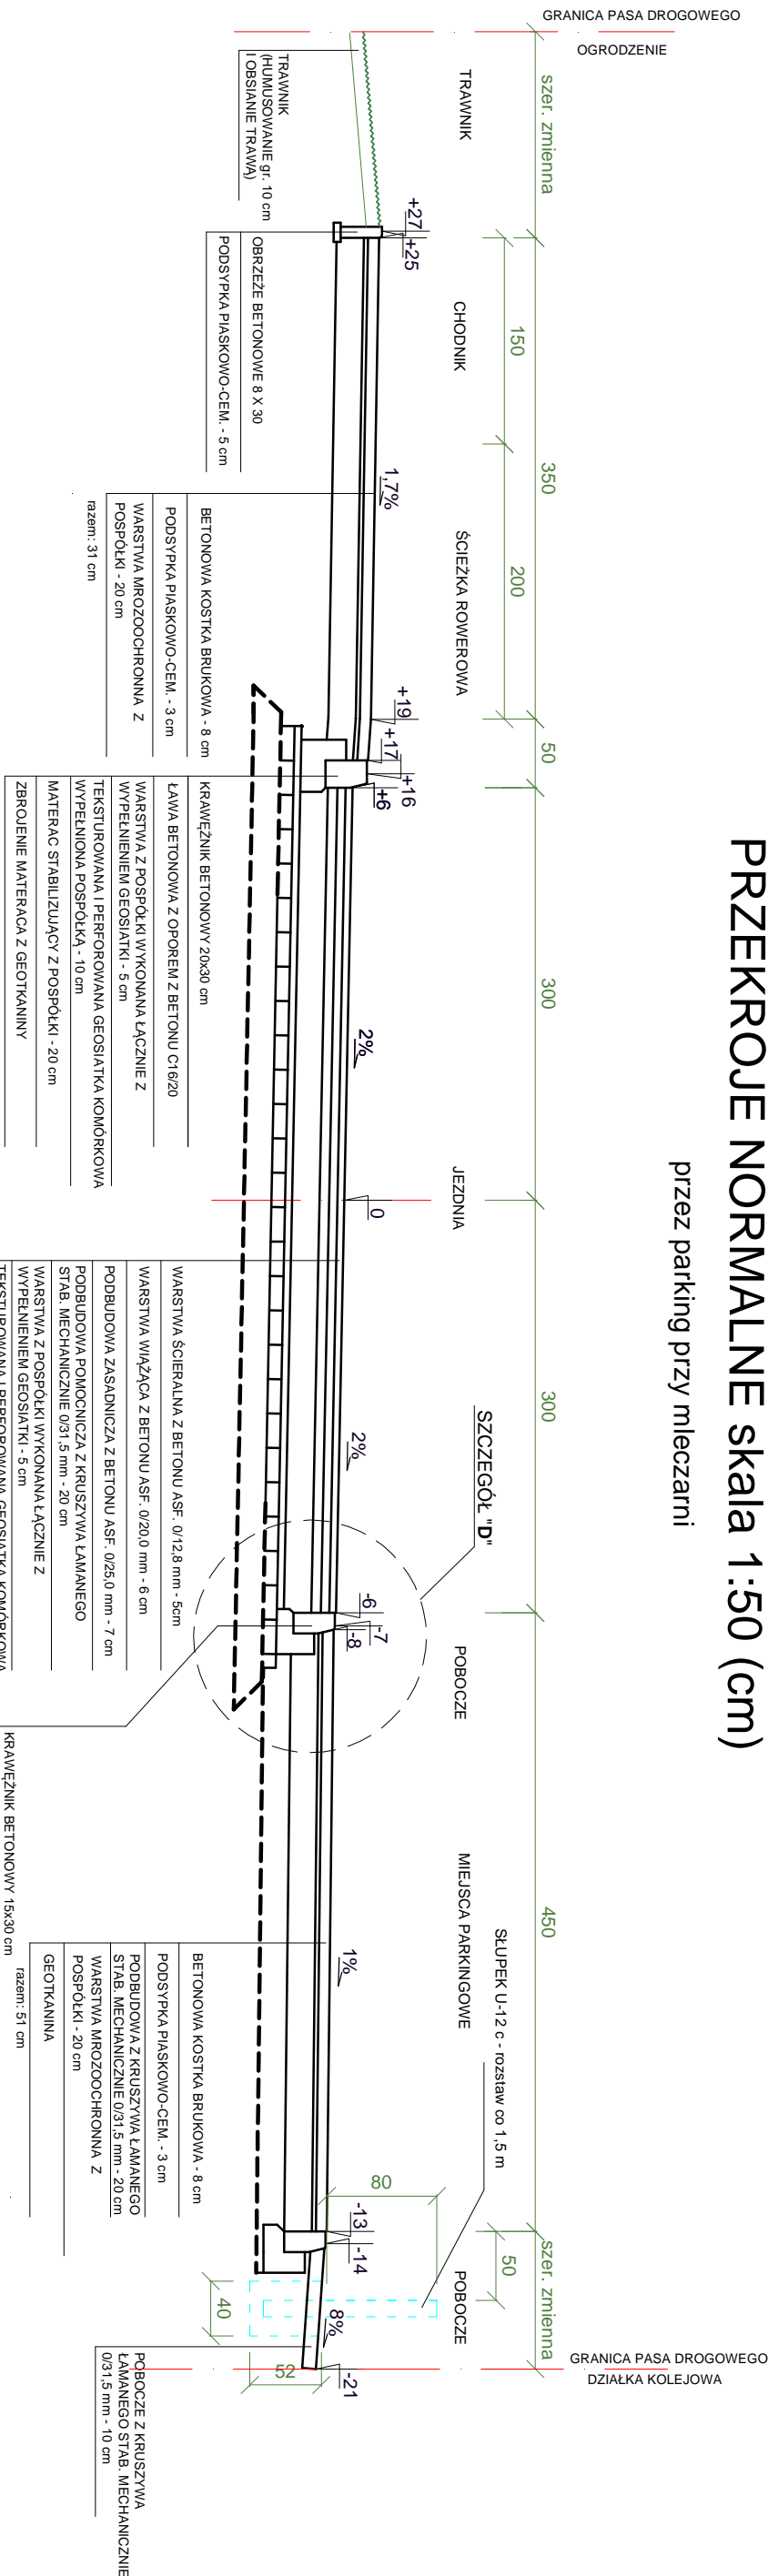 PRZEKROJE NORMALNE skala 1:50 (cm)
przez parking przy mleczarni
GRANICA PASA DROGOWEGO
OGRODZENIE
szer. zmienna
350
50
300
300
450
szer. zmienna
GRANICA PASA DROGOWEGO
DZIAŁKA KOLEJOWA
150
200
50
SZCZEGÓŁ "D"
SŁUPEK U-12 c - rozstaw co 1,5 m
TRAWNIK
CHODNIK
ŚCIEŻKA ROWEROWA
JEZDNIA
POBOCZE
MIEJSCA PARKINGOWE
POBOCZE
80
+27
+25
1,7%
+19
+17
+16
+6
2%
0
2%
-6
-7
-8
1%
-13
-14
8%
-21
40
52
TRAWNIK
(HUMUSOWANIE gr. 10 cm
I OBSIANIE TRAWĄ)
OBRZEŻE BETONOWE 8 X 30
PODSYPKA PIASKOWO-CEM. - 5 cm
BETONOWA KOSTKA BRUKOWA - 8 cm
PODSYPKA PIASKOWO-CEM. - 3 cm
WARSTWA MROZOOCHRONNA Z
POSPÓŁKI - 20 cm
razem: 31 cm
KRAWĘŻNIK BETONOWY 20x30 cm
ŁAWA BETONOWA Z OPOREM Z BETONU C16/20
WARSTWA Z POSPÓŁKI WYKONANA ŁĄCZNIE Z
WYPEŁNIENIEM GEOSIATKI - 5 cm
TEKSTUROWANA I PERFOROWANA GEOSIATKA KOMÓRKOWA
WYPEŁNIONA POSPÓŁKĄ - 10 cm
MATERAC STABILIZUJĄCY Z POSPÓŁKI - 20 cm
ZBROJENIE MATERACA Z GEOTKANINY
WARSTWA ŚCIERALNA Z BETONU ASF. 0/12,8 mm - 5cm
WARSTWA WIĄŻĄCA Z BETONU ASF. 0/20,0 mm - 6 cm
PODBUDOWA ZASADNICZA Z BETONU ASF. 0/25,0 mm - 7 cm
PODBUDOWA POMOCNICZA Z KRUSZYWA ŁAMANEGO
STAB. MECHANICZNIE 0/31,5 mm - 20 cm
WARSTWA Z POSPÓŁKI WYKONANA ŁĄCZNIE Z
WYPEŁNIENIEM GEOSIATKI - 5 cm
TEKSTUROWANA I PERFOROWANA GEOSIATKA KOMÓRKOWA
KRAWĘŻNIK BETONOWY 15x30 cm
BETONOWA KOSTKA BRUKOWA - 8 cm
PODSYPKA PIASKOWO-CEM. - 3 cm
PODBUDOWA Z KRUSZYWA ŁAMANEGO
STAB. MECHANICZNIE 0/31,5 mm - 20 cm
WARSTWA MROZOOCHRONNA Z
POSPÓŁKI - 20 cm
GEOTKANINA
razem: 51 cm
POBOCZE Z KRUSZYWA
ŁAMANEGO STAB. MECHANICZNIE
0/31,5 mm - 10 cm